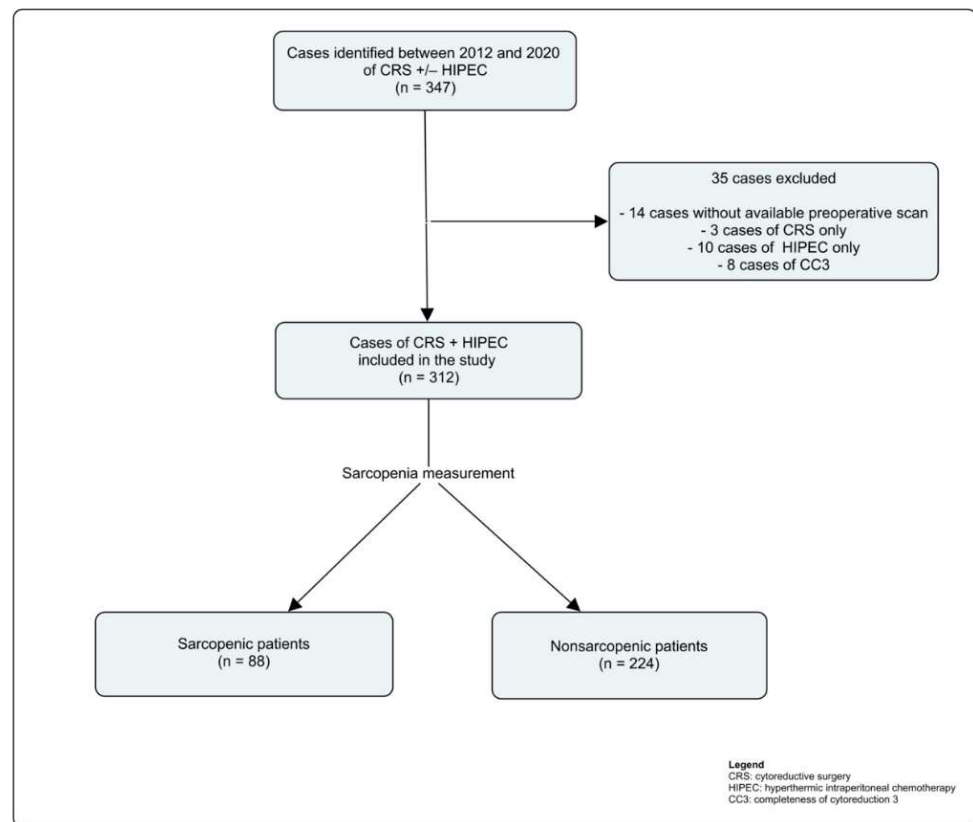 Cases identified between 2012 and 2020
of CRS +/– HIPEC
(n = 347)
35 cases excluded
- 14 cases without available preoperative scan
- 3 cases of CRS only
- 10 cases of HIPEC only
- 8 cases of CC3
Cases of CRS + HIPEC
included in the study
(n = 312)
Sarcopenia measurement
Sarcopenic patients
(n = 88)
Nonsarcopenic patients
(n = 224)
Legend
CRS: cytoreductive surgery
HIPEC: hyperthermic intraperitoneal chemotherapy
CC3: completeness of cytoreduction 3